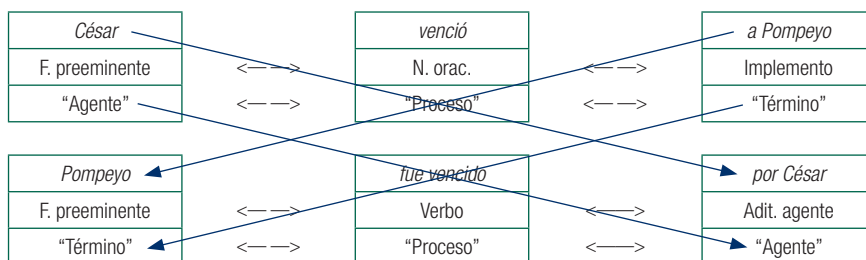 César venció a Pompeyo
F. preeminente <— —> N. orac. <— —> Implemento
“Agente” <— —> “Proceso” <— —> “Término”
Pompeyo fue vencido por César
F. preeminente <— —> Verbo <——> Adit. agente
“Término” <— —> “Proceso” <——> “Agente”